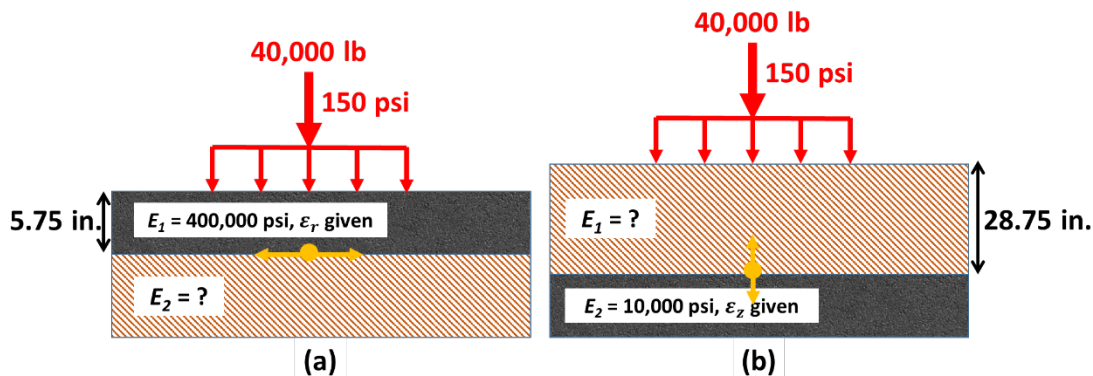 40,000 lb
150 psi
5.75 in.
E₁ = 400,000 psi, εᵣ given
E₂ = ?
(a)
40,000 lb
150 psi
E₁ = ?
28.75 in.
E₂ = 10,000 psi, ε_z given
(b)